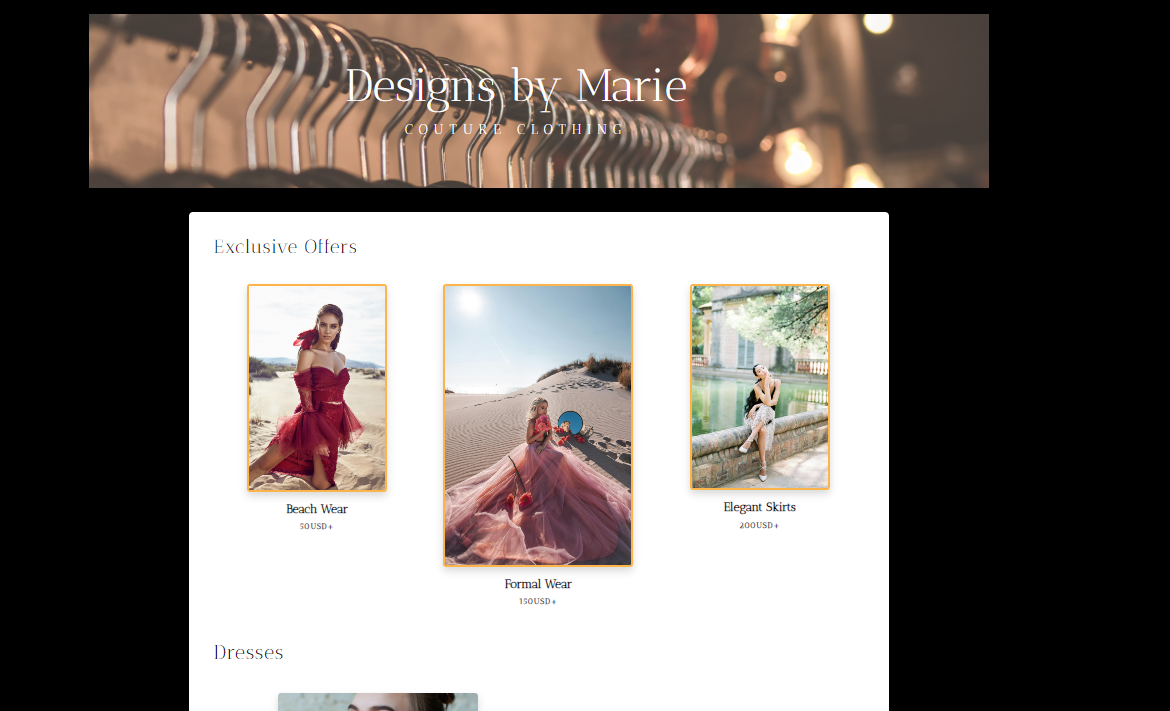 Designs by Marie
COUTURE CLOTHING
Exclusive Offers
Beach Wear
50USD+
Formal Wear
150USD+
Elegant Skirts
200USD+
Dresses